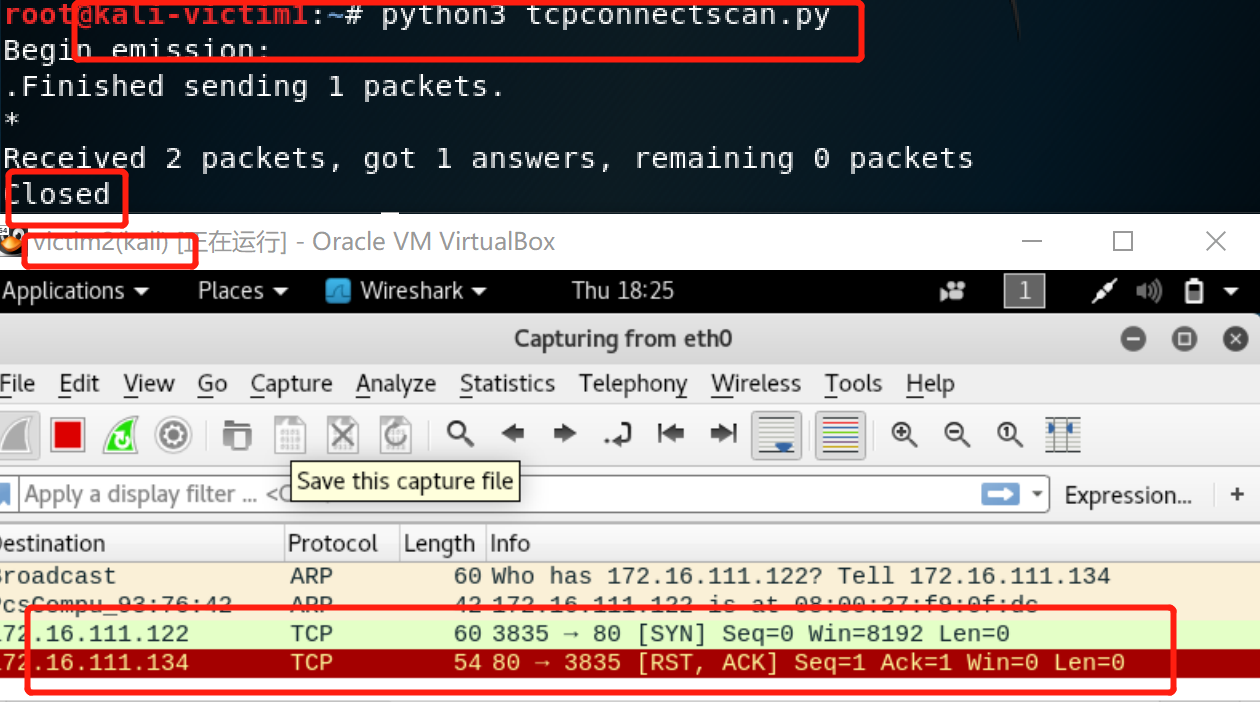 root@kali-victim1:~# python3 tcpconnectscan.py
Begin emission:
.Finished sending 1 packets.
*
Received 2 packets, got 1 answers, remaining 0 packets
Closed
victim2(kali) [正在运行] - Oracle VM VirtualBox
Applications Places Wireshark Thu 18:25 1
Capturing from eth0
File Edit View Go Capture Analyze Statistics Telephony Wireless Tools Help
Apply a display filter ... <C Expression... +
Save this capture file
Destination Protocol Length Info
Broadcast ARP 60 Who has 172.16.111.122? Tell 172.16.111.134
PcsCompu_93:76:42 ARP 42 172.16.111.122 is at 08:00:27:f9:0f:dc
172.16.111.122 TCP 60 3835 → 80 [SYN] Seq=0 Win=8192 Len=0
172.16.111.134 TCP 54 80 → 3835 [RST, ACK] Seq=1 Ack=1 Win=0 Len=0